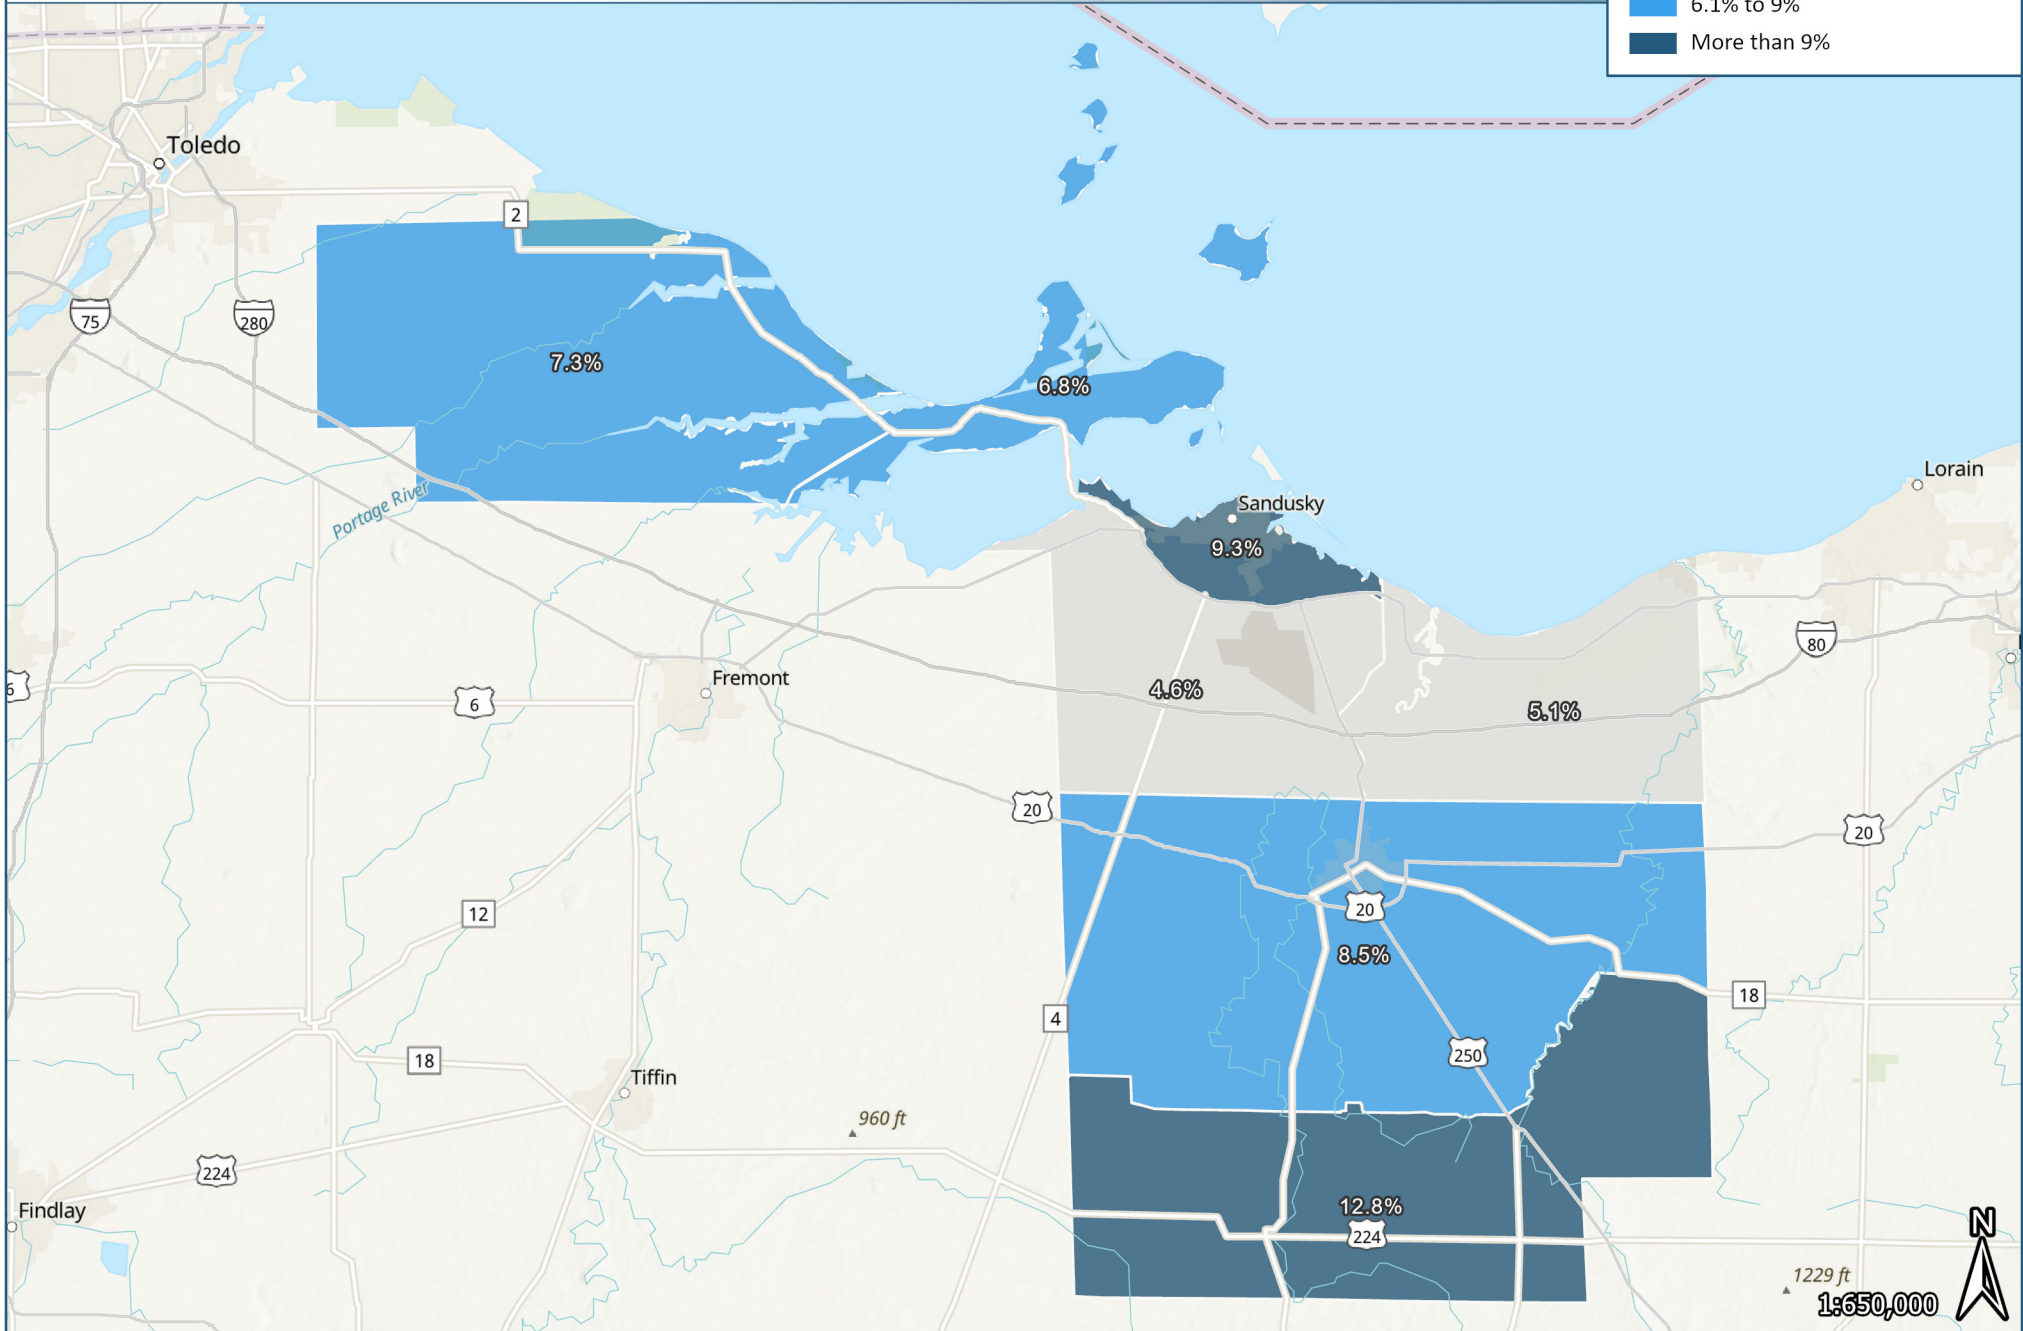 6.1% to 9%
More than 9%
Toledo
2
75
280
7.3%
6.8%
Portage River
Lorain
Sandusky
9.3%
80
6
Fremont
6
4.6%
5.1%
20
20
12
20
8.5%
18
4
250
18
Tiffin
960 ft
224
12.8%
224
Findlay
N
1229 ft
1:650,000